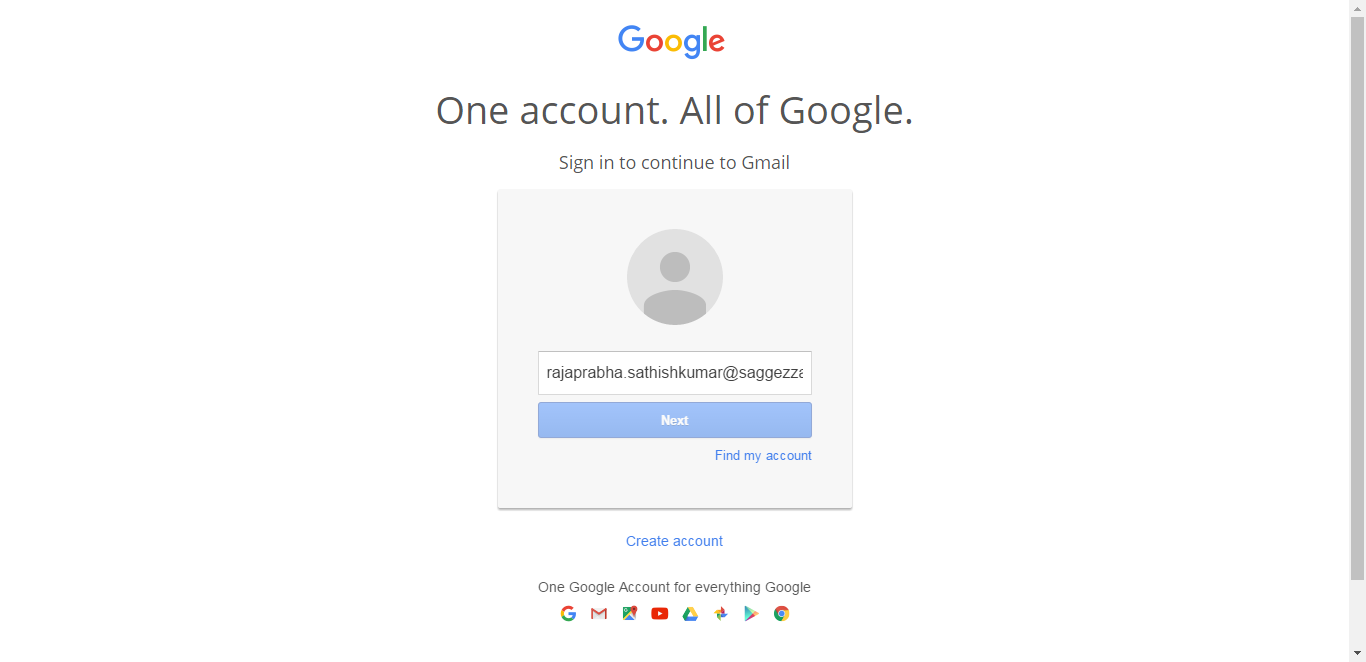 Google
One account. All of Google.
Sign in to continue to Gmail
rajaprabha.sathishkumar@saggezza
Next
Find my account
Create account
One Google Account for everything Google